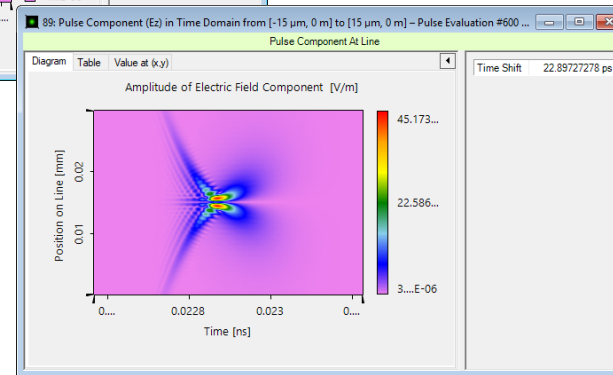 89: Pulse Component (Ez) in Time Domain from [-15 µm, 0 m] to [15 µm, 0 m] – Pulse Evaluation #600 ...
Pulse Component At Line
Diagram Table Value at (x,y)
Time Shift 22.89727278 ps
Amplitude of Electric Field Component [V/m]
45.173...
Position on Line [mm]
0.02
22.586...
0.01
3....E-06
0.... 0.0228 0.023 0....
Time [ns]